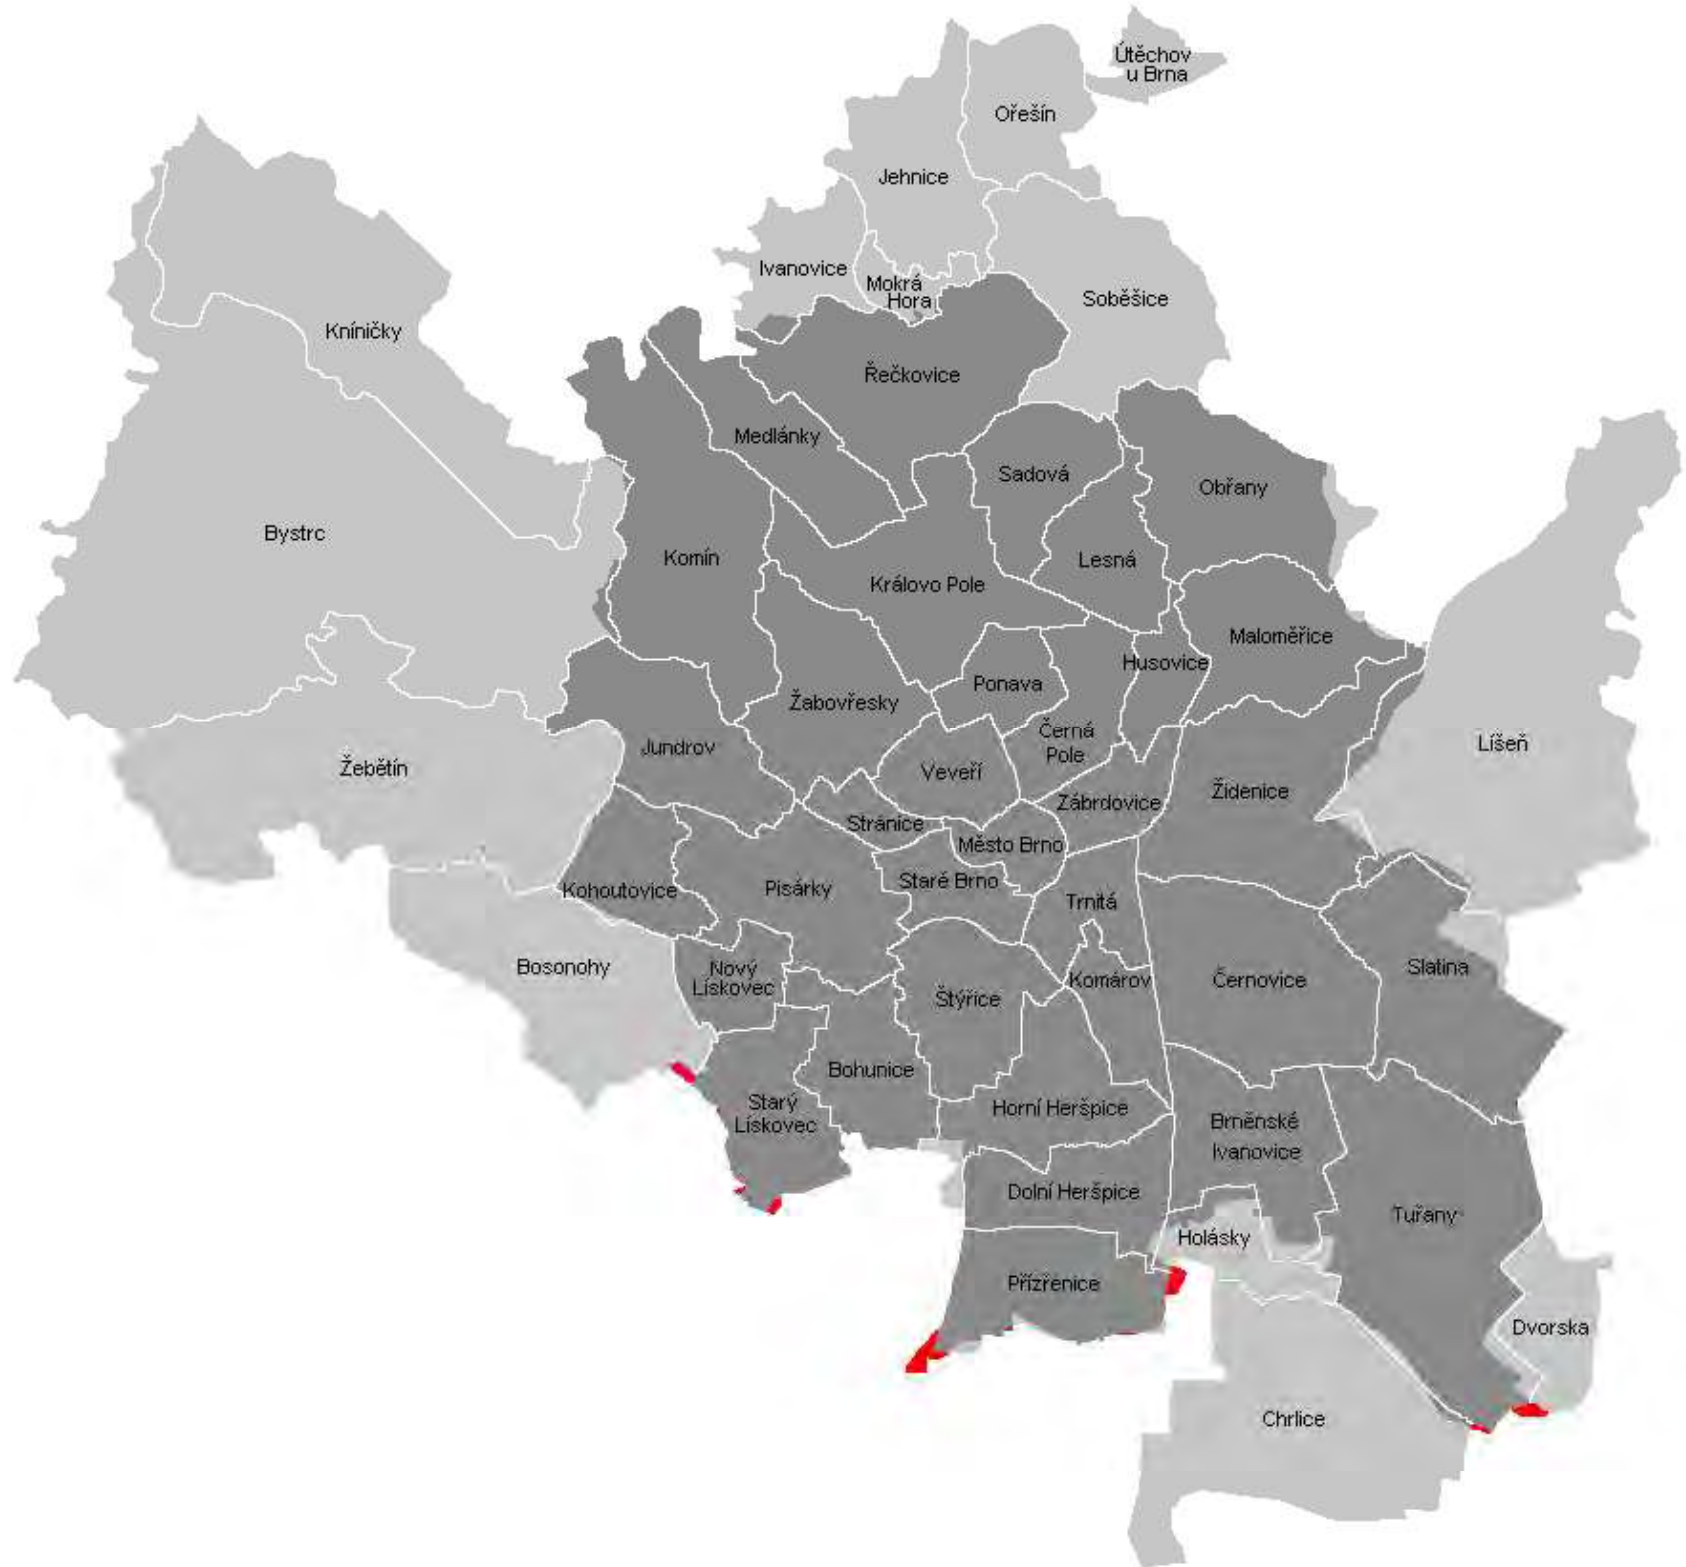 Útěchov
u Brna
Ořešín
Jehnice
Ivanovice
Mokrá
Hora
Soběšice
Kníničky
Řečkovice
Medlánky
Sadová
Obřany
Bystrc
Komín
Lesná
Královo Pole
Maloměřice
Husovice
Ponava
Žabovřesky
Černá
Pole
Líšeň
Jundrov
Žebětín
Veveří
Židenice
Zábrdovice
Stránice
Město Brno
Staré Brno
Kohoutovice
Pisárky
Trnitá
Bosonohy
Nový
Lískovec
Štýřice
Komárov
Černovice
Slatina
Bohunice
Starý
Lískovec
Horní Heršpice
Brněnské
Ivanovice
Dolní Heršpice
Tuřany
Holásky
Přízřenice
Dvorska
Chrlice